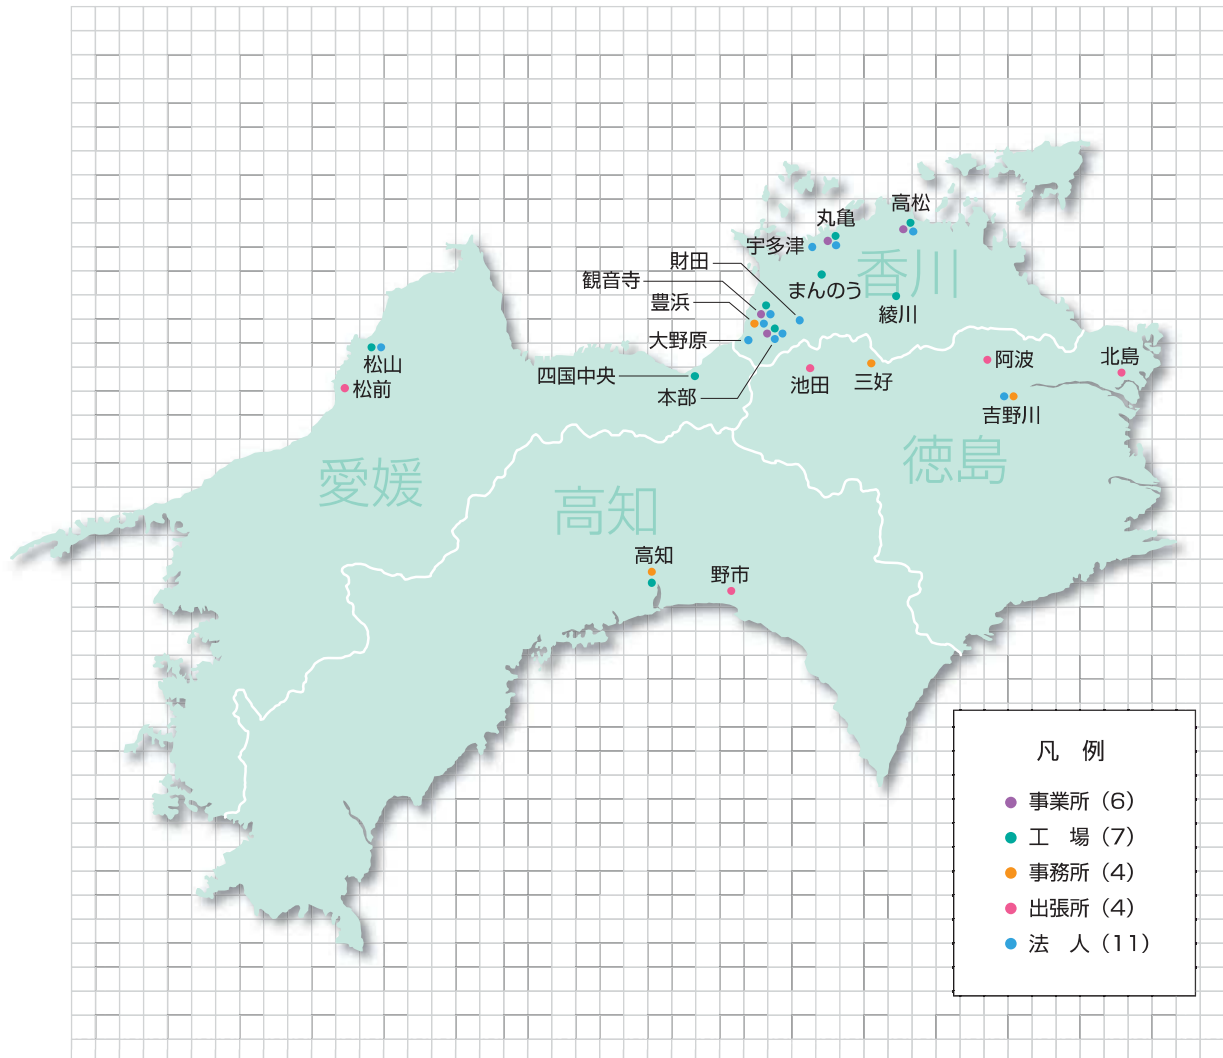 高松
丸亀
宇多津
財田
香川
観音寺
まんのう
豊浜
綾川
大野原
松山
松前
四国中央
本部
池田
三好
阿波
北島
吉野川
徳島
愛媛
高知
高知
野市
凡 例
事業所（6）
工 場（7）
事務所（4）
出張所（4）
法 人（11）